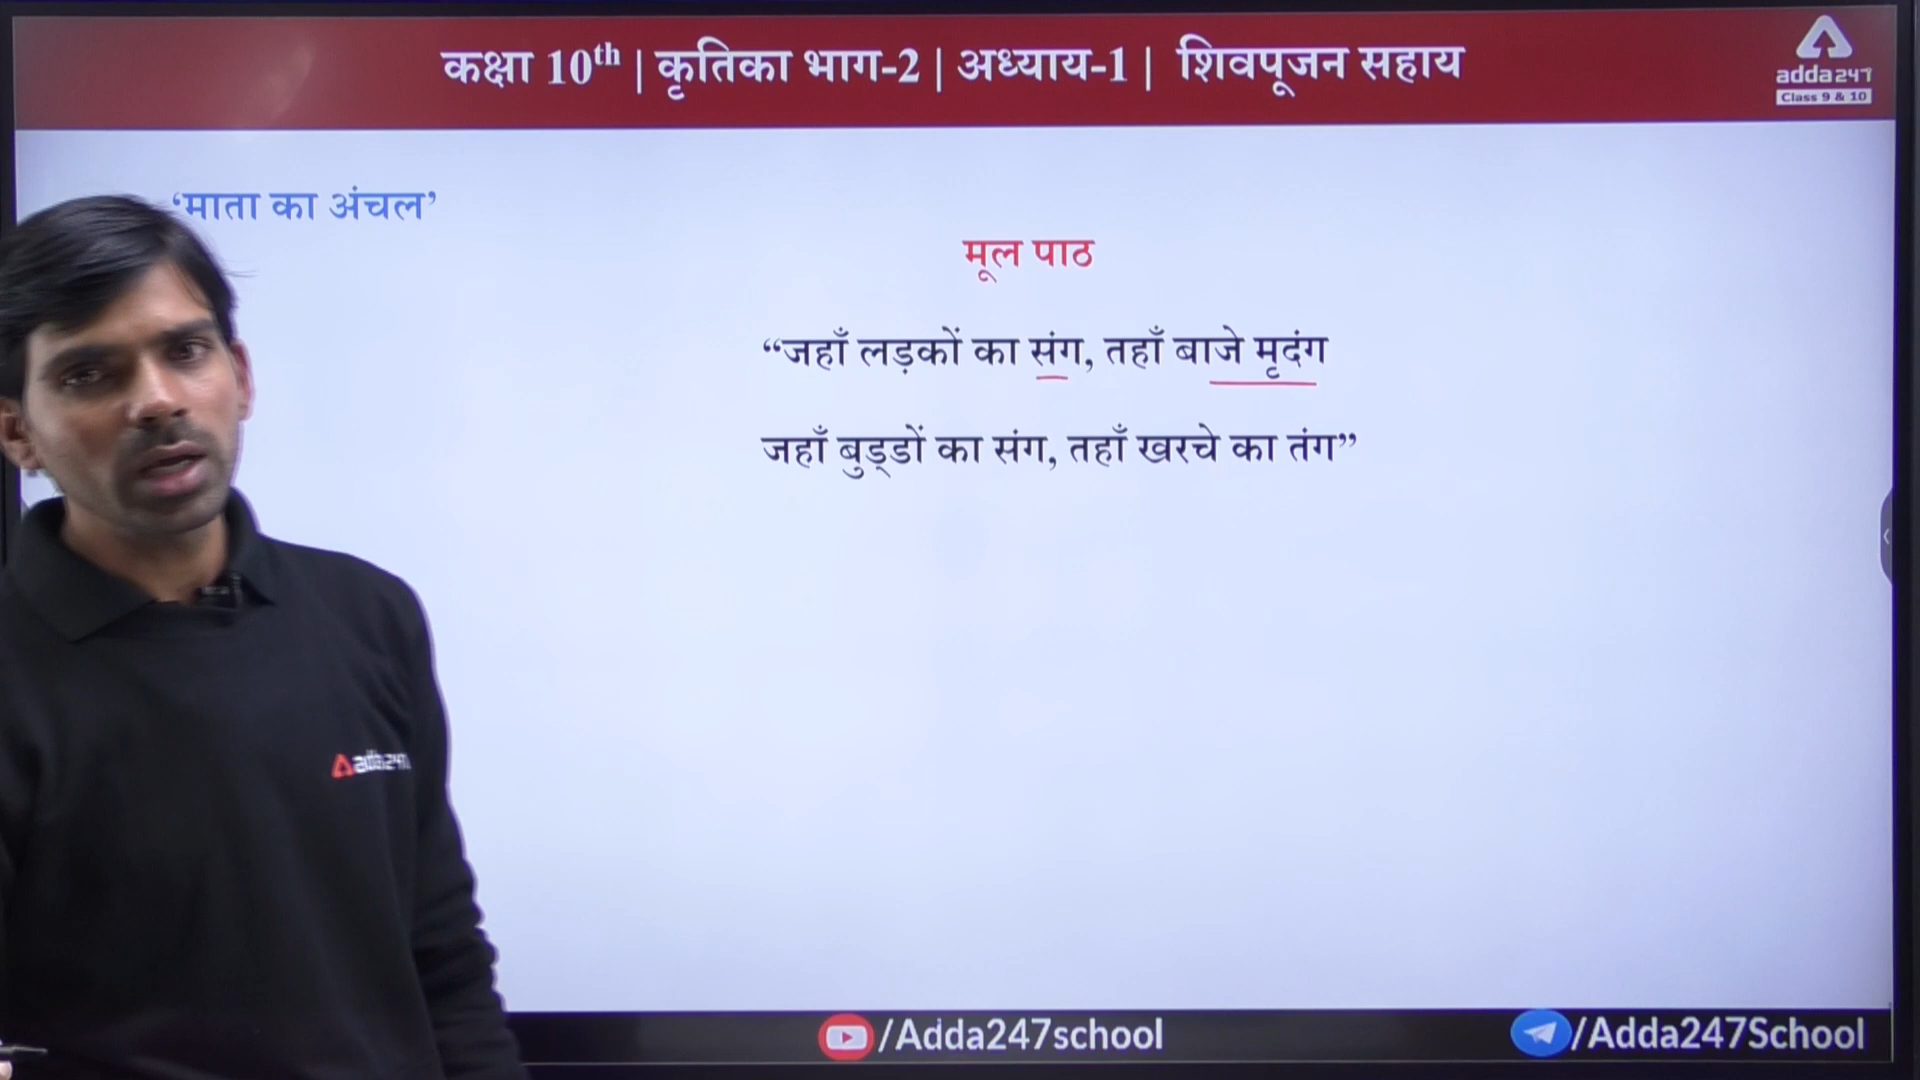 कक्षा 10th | कृतिका भाग-2 | अध्याय-1 | शिवपूजन सहाय
adda247
Class 9 & 10
‘माता का अंचल’
मूल पाठ
“जहाँ लड़कों का संग, तहाँ बाजे मृदंग
जहाँ बुड्डों का संग, तहाँ खरचे का तंग”
adda247
/Adda247school
/Adda247School